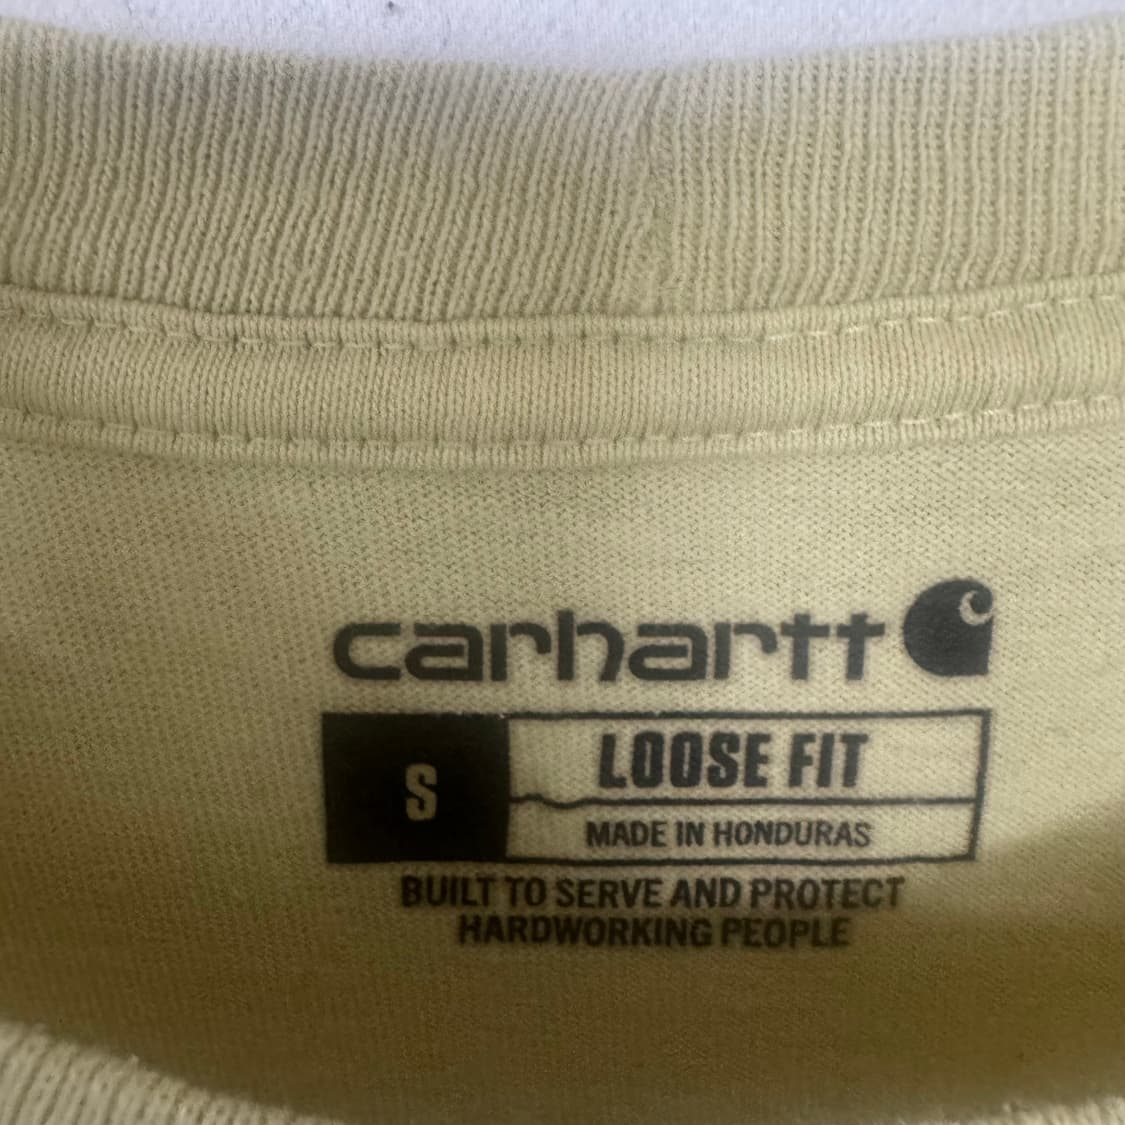 carhartt
S
LOOSE FIT
MADE IN HONDURAS
BUILT TO SERVE AND PROTECT
HARDWORKING PEOPLE